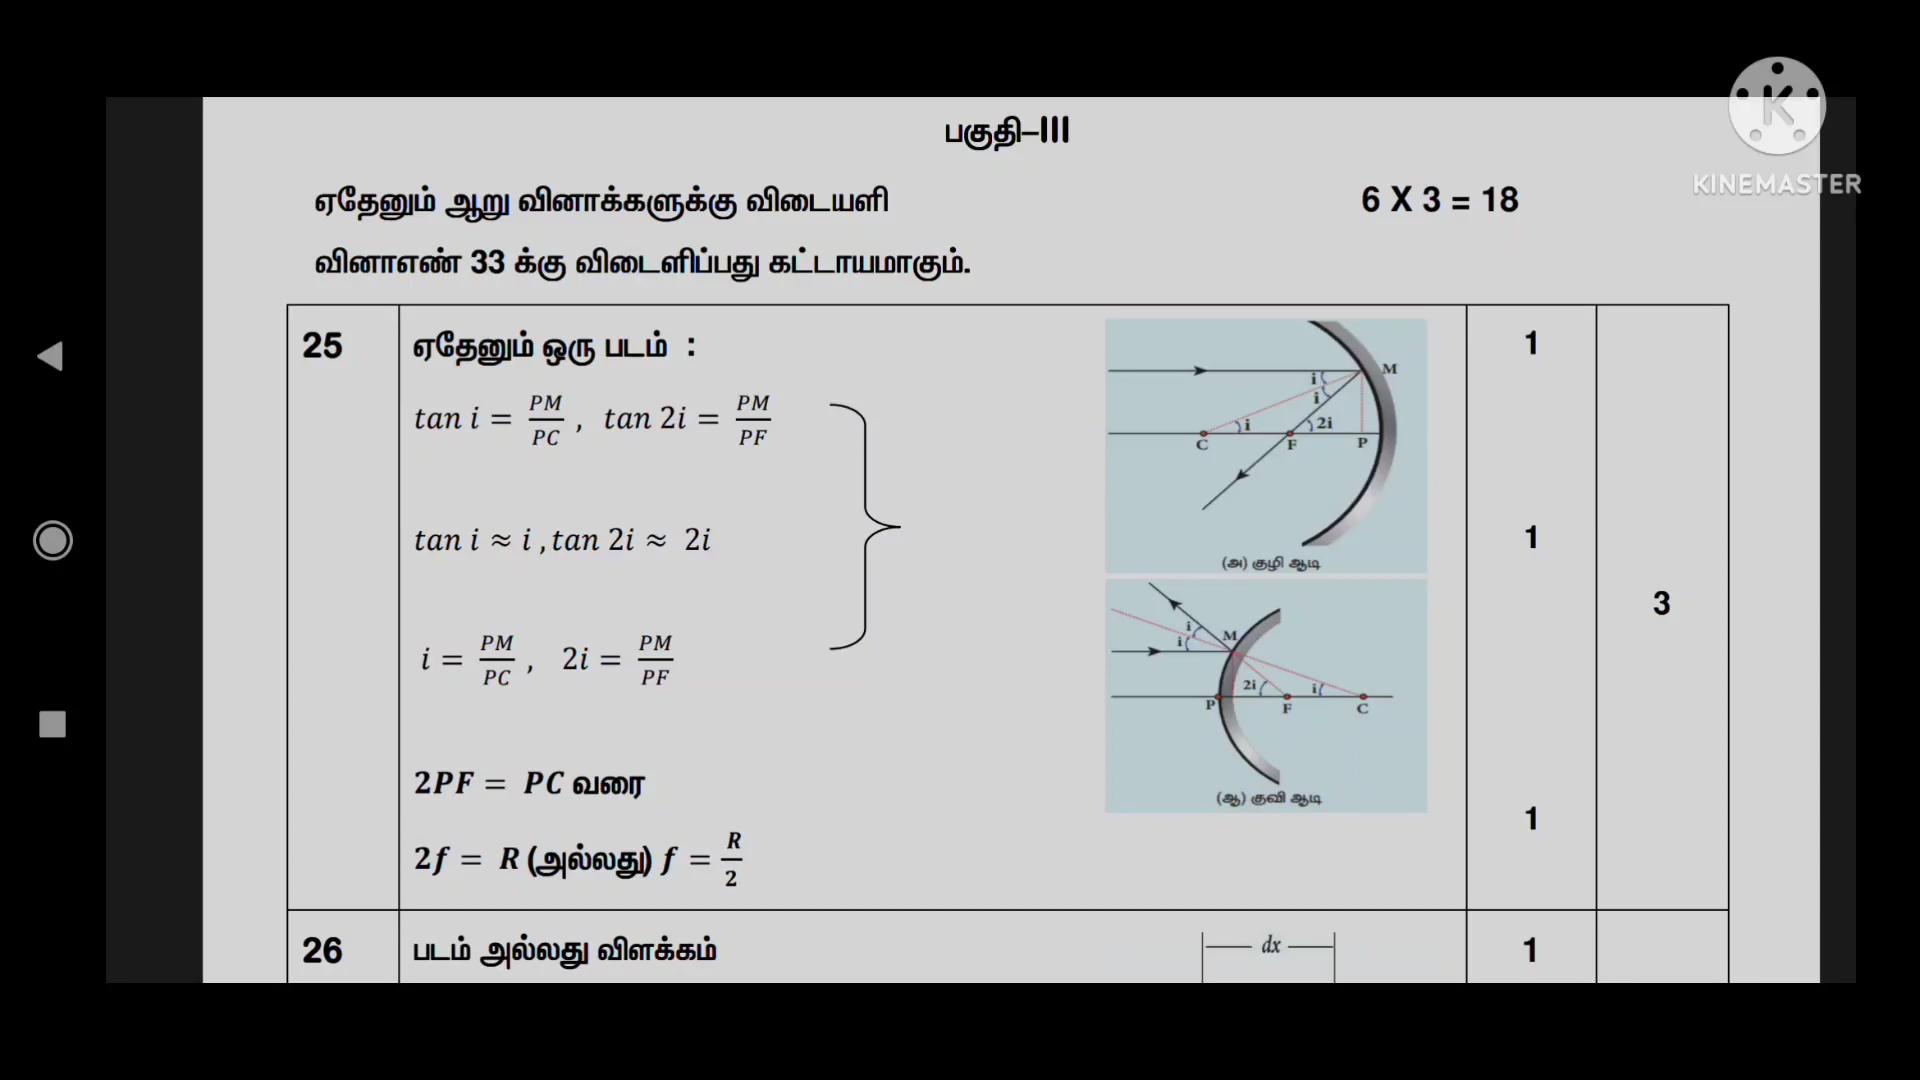 பகுதி–III
KINEMASTER
ஏதேனும் ஆறு வினாக்களுக்கு விடையளி 6 X 3 = 18
வினாஎண் 33 க்கு விடைளிப்பது கட்டாயமாகும்.
25 ஏதேனும் ஒரு படம் : 1
tan i = PM/PC , tan 2i = PM/PF
tan i ≈ i , tan 2i ≈ 2i 1
i = PM/PC , 2i = PM/PF
2PF = PC வரை
2f = R (அல்லது) f = R/2 1
3
M
i
i
i 2i
C F P
(அ) குழி ஆடி
i M
i
2i i
P F C
(ஆ) குவி ஆடி
26 படம் அல்லது விளக்கம் dx 1